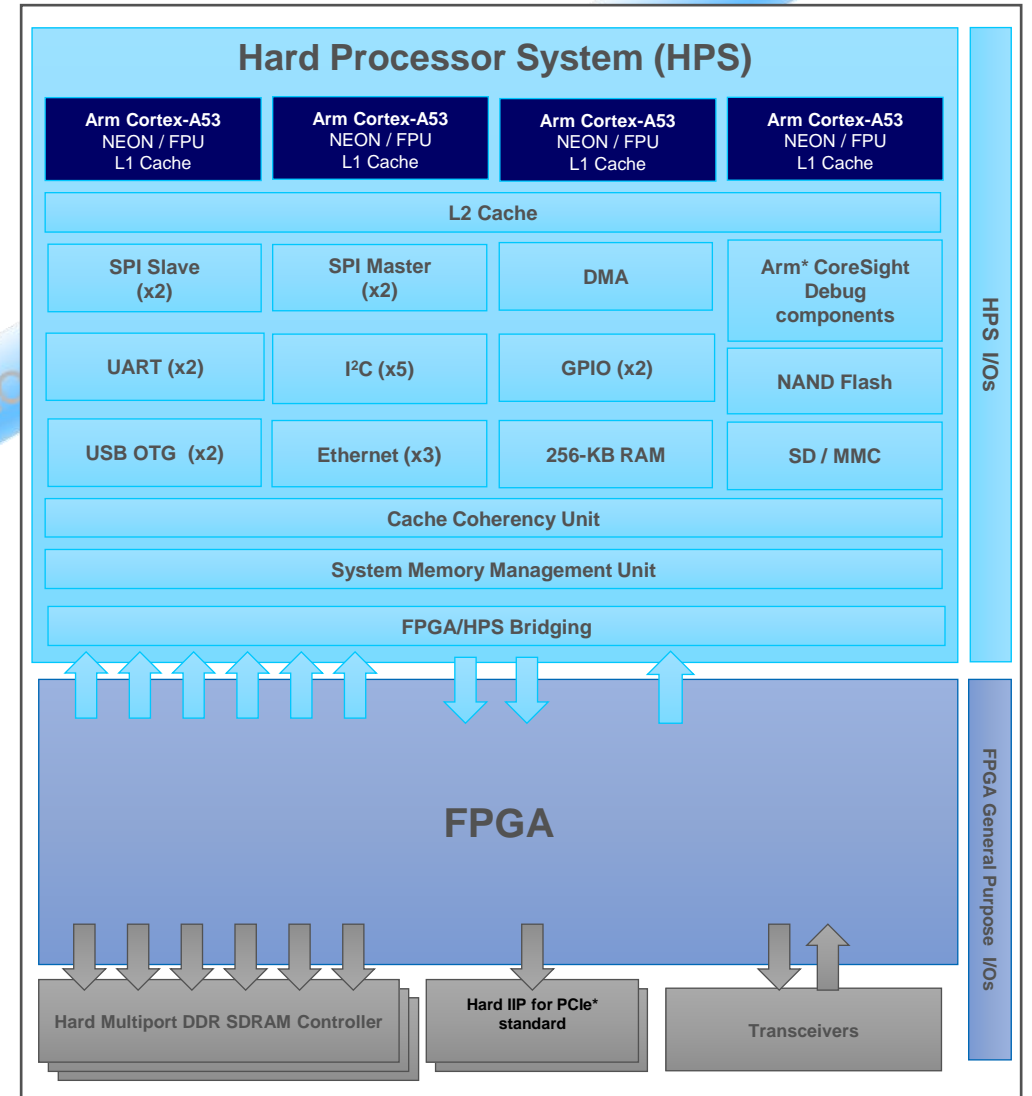 Hard Processor System (HPS)
Arm Cortex-A53
NEON / FPU
L1 Cache
Arm Cortex-A53
NEON / FPU
L1 Cache
Arm Cortex-A53
NEON / FPU
L1 Cache
Arm Cortex-A53
NEON / FPU
L1 Cache
L2 Cache
SPI Slave
(x2)
SPI Master
(x2)
DMA
Arm* CoreSight
Debug
components
UART (x2)
I²C (x5)
GPIO (x2)
NAND Flash
USB OTG (x2)
Ethernet (x3)
256-KB RAM
SD / MMC
Cache Coherency Unit
System Memory Management Unit
FPGA/HPS Bridging
HPS I/Os
FPGA
FPGA General Purpose I/Os
Hard Multiport DDR SDRAM Controller
Hard IIP for PCIe*
standard
Transceivers